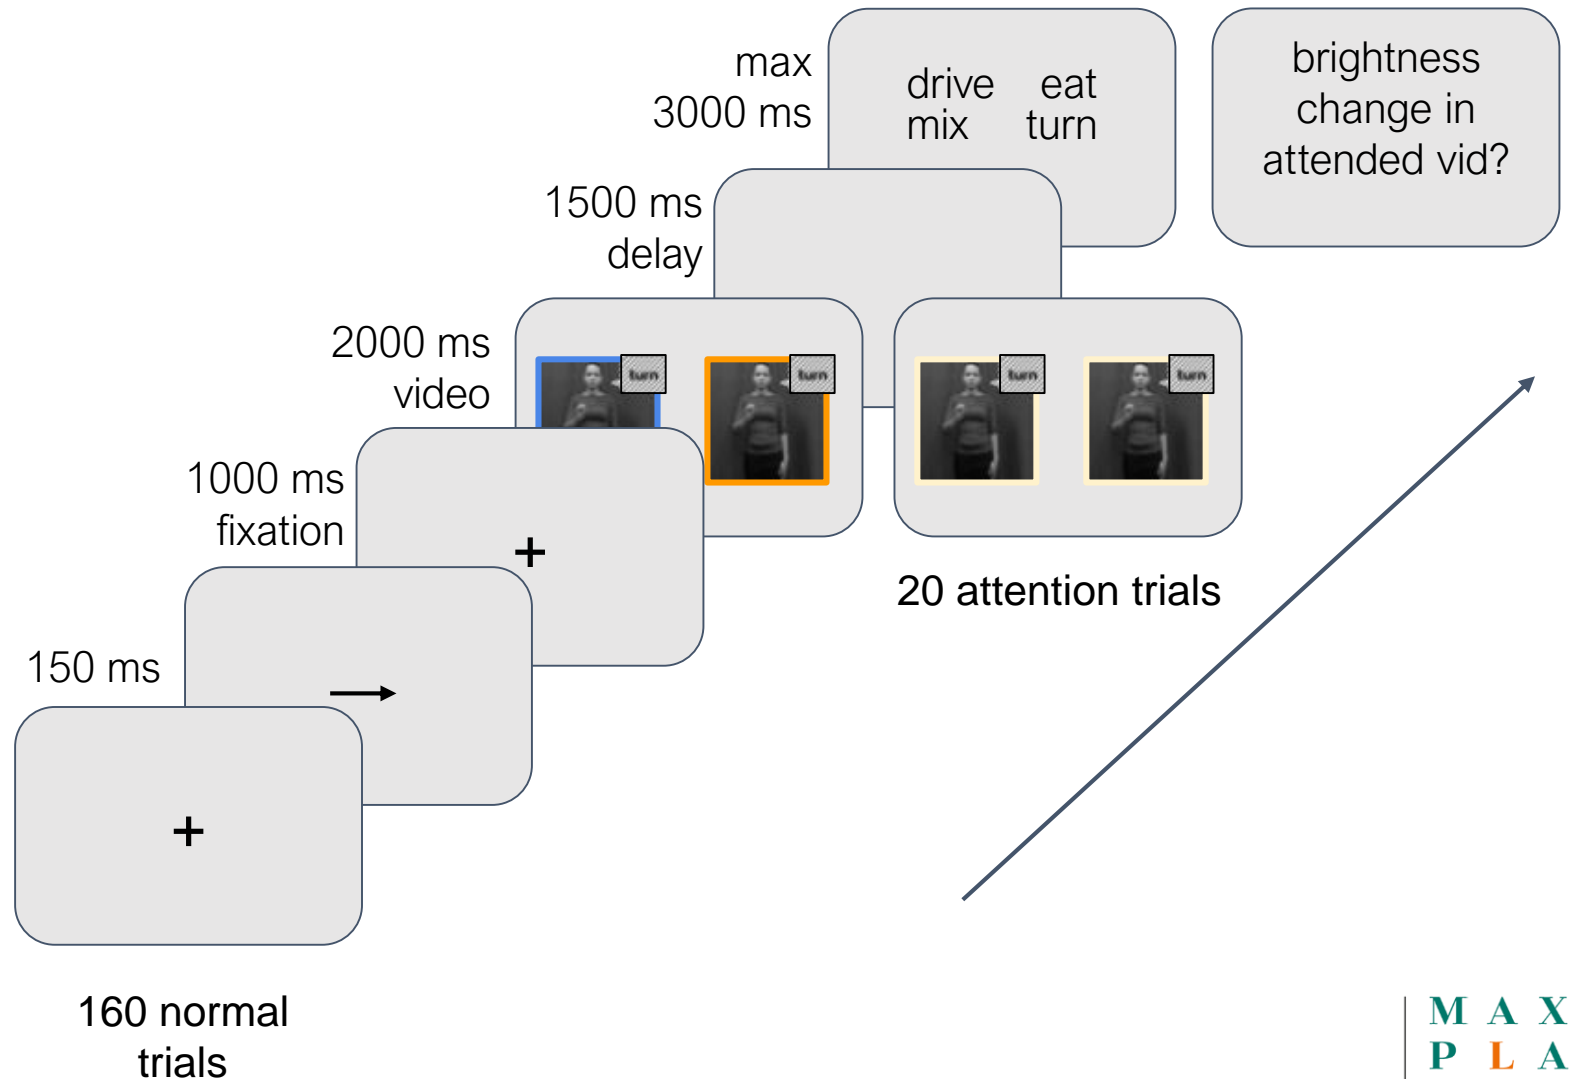 max
3000 ms
drive eat
mix turn
brightness
change in
attended vid?
1500 ms
delay
2000 ms
video
turn
turn
turn
turn
1000 ms
fixation
+
20 attention trials
150 ms
+
160 normal
trials
M A X
P L A